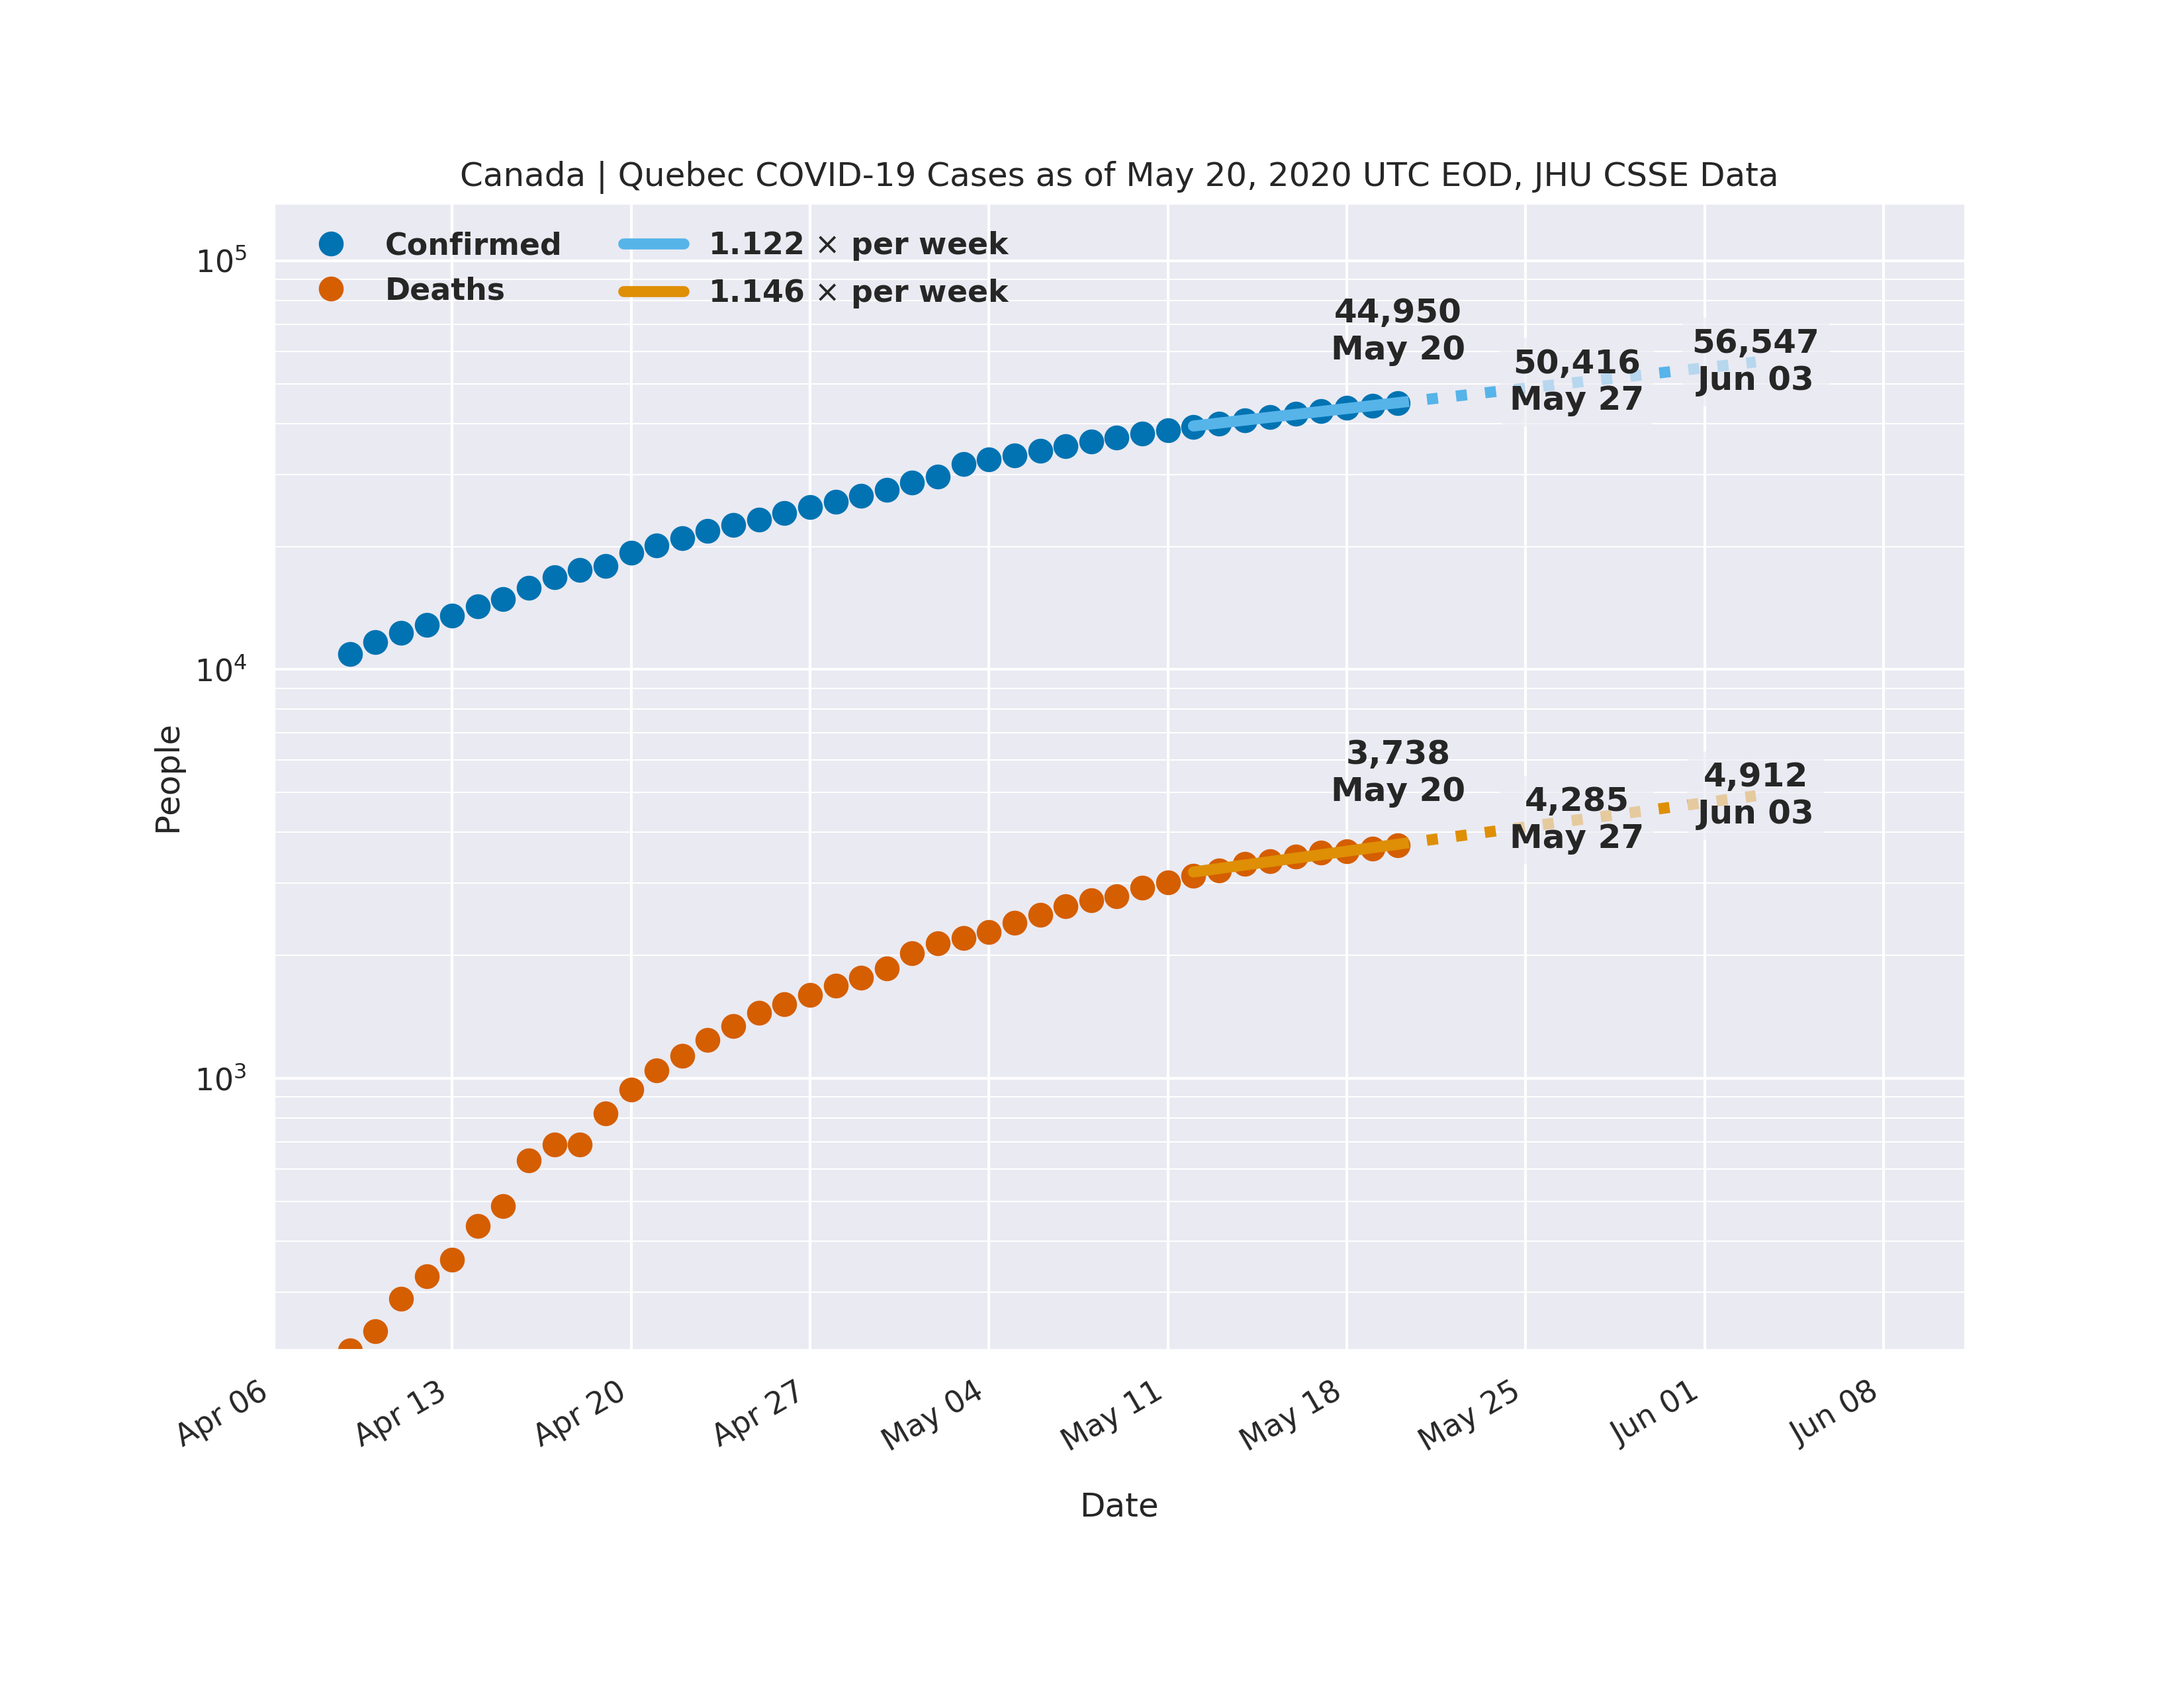 Canada | Quebec COVID-19 Cases as of May 20, 2020 UTC EOD, JHU CSSE Data
Confirmed
Deaths
1.122 × per week
1.146 × per week
10⁵
10⁴
10³
People
44,950
May 20
50,416
May 27
56,547
Jun 03
3,738
May 20
4,285
May 27
4,912
Jun 03
Apr 06
Apr 13
Apr 20
Apr 27
May 04
May 11
May 18
May 25
Jun 01
Jun 08
Date